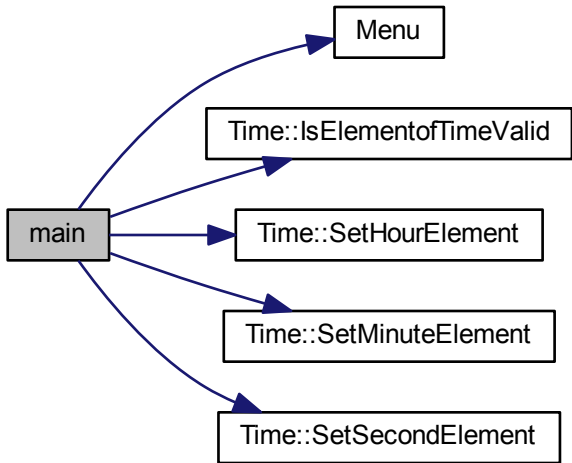 Menu
Time::IsElementofTimeValid
main
Time::SetHourElement
Time::SetMinuteElement
Time::SetSecondElement